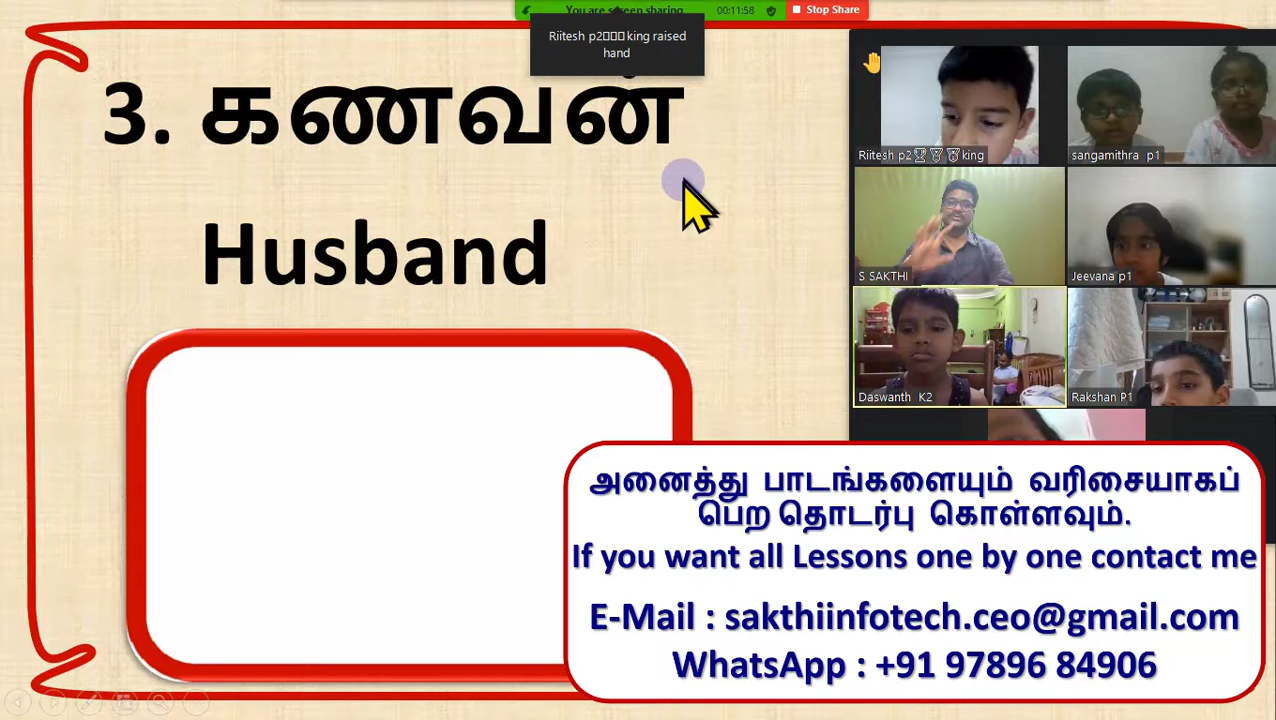 You are screen sharing
00:11:58
Stop Share
Riitesh p2 king raised
hand
3. கணவன்
Husband
Riitesh p2 king
sangamithra p1
S SAKTHI
Jeevana p1
Daswanth K2
Rakshan P1
அனைத்து பாடங்களையும் வரிசையாகப்
பெற தொடர்பு கொள்ளவும்.
If you want all Lessons one by one contact me
E-Mail : sakthiinfotech.ceo@gmail.com
WhatsApp : +91 97896 84906